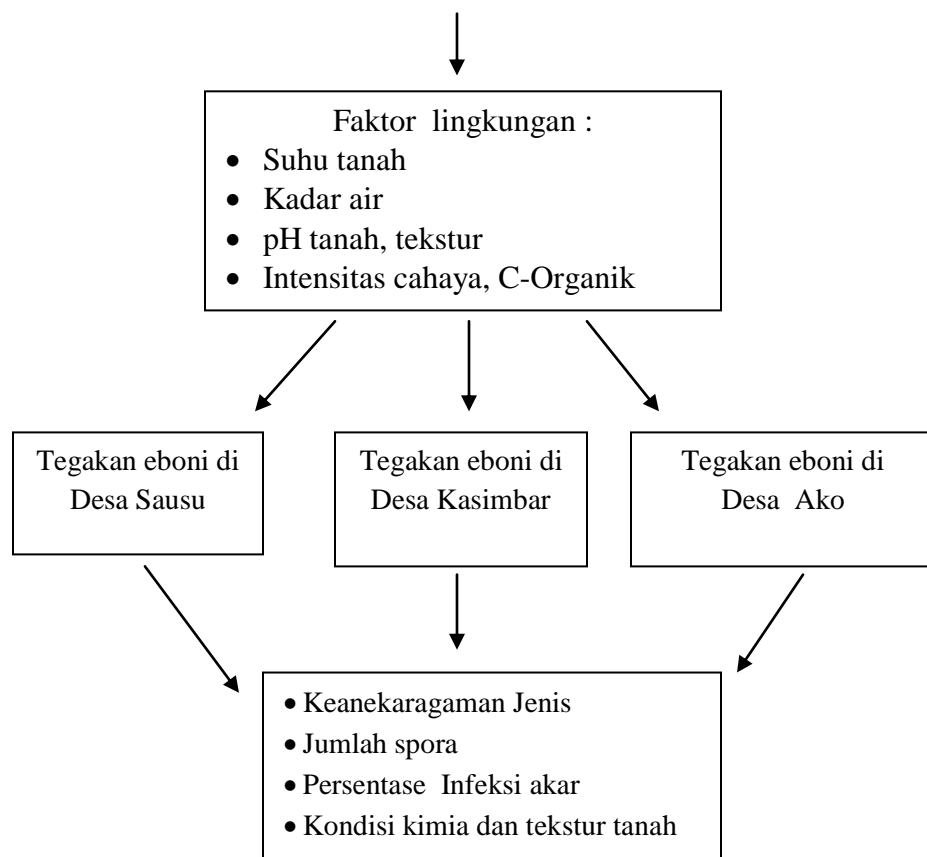 Faktor lingkungan :
• Suhu tanah
• Kadar air
• pH tanah, tekstur
• Intensitas cahaya, C-Organik
Tegakan eboni di
Desa Sausu
Tegakan eboni di
Desa Kasimbar
Tegakan eboni di
Desa Ako
• Keanekaragaman Jenis
• Jumlah spora
• Persentase Infeksi akar
• Kondisi kimia dan tekstur tanah